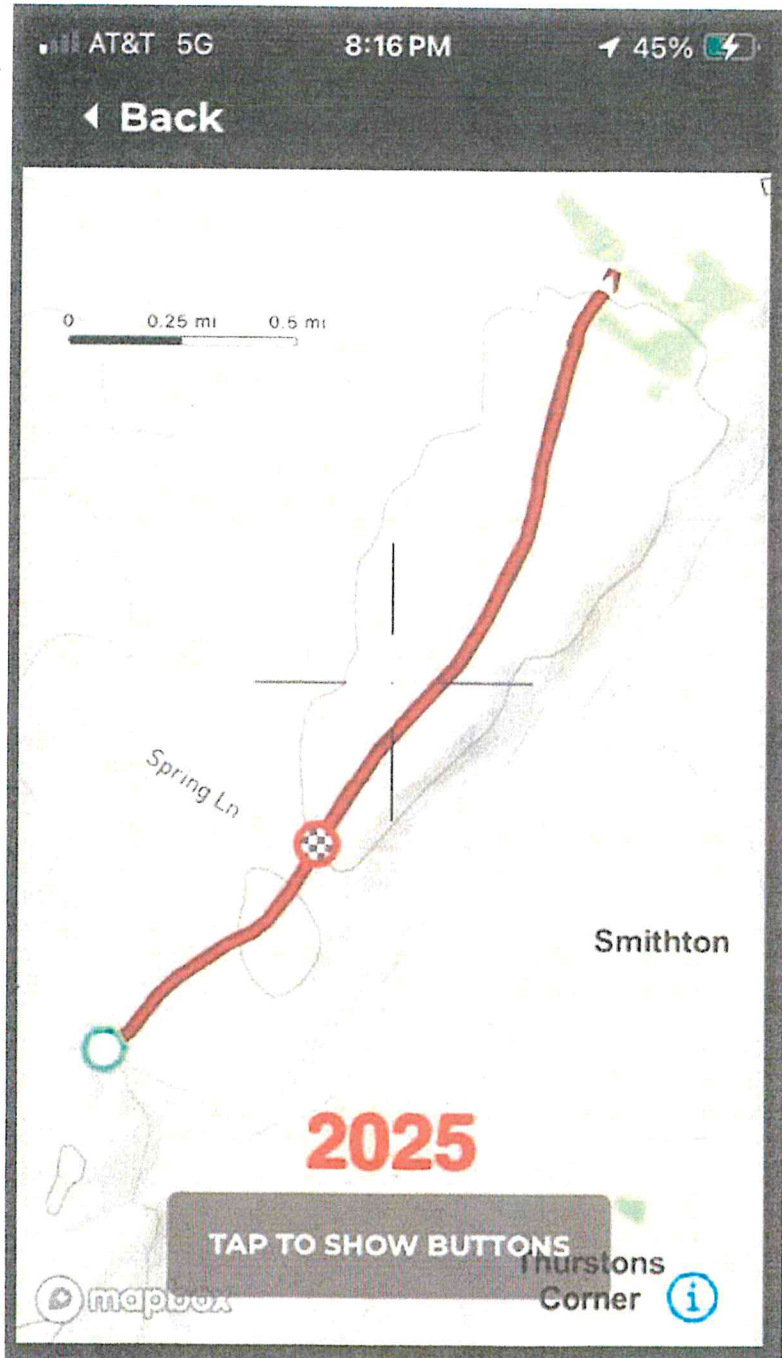 AT&T 5G 8:16 PM 45%
Back
0 0.25 mi 0.5 mi
Spring Ln
Smithton
2025
TAP TO SHOW BUTTONS
Thurstons
Corner
mapbox